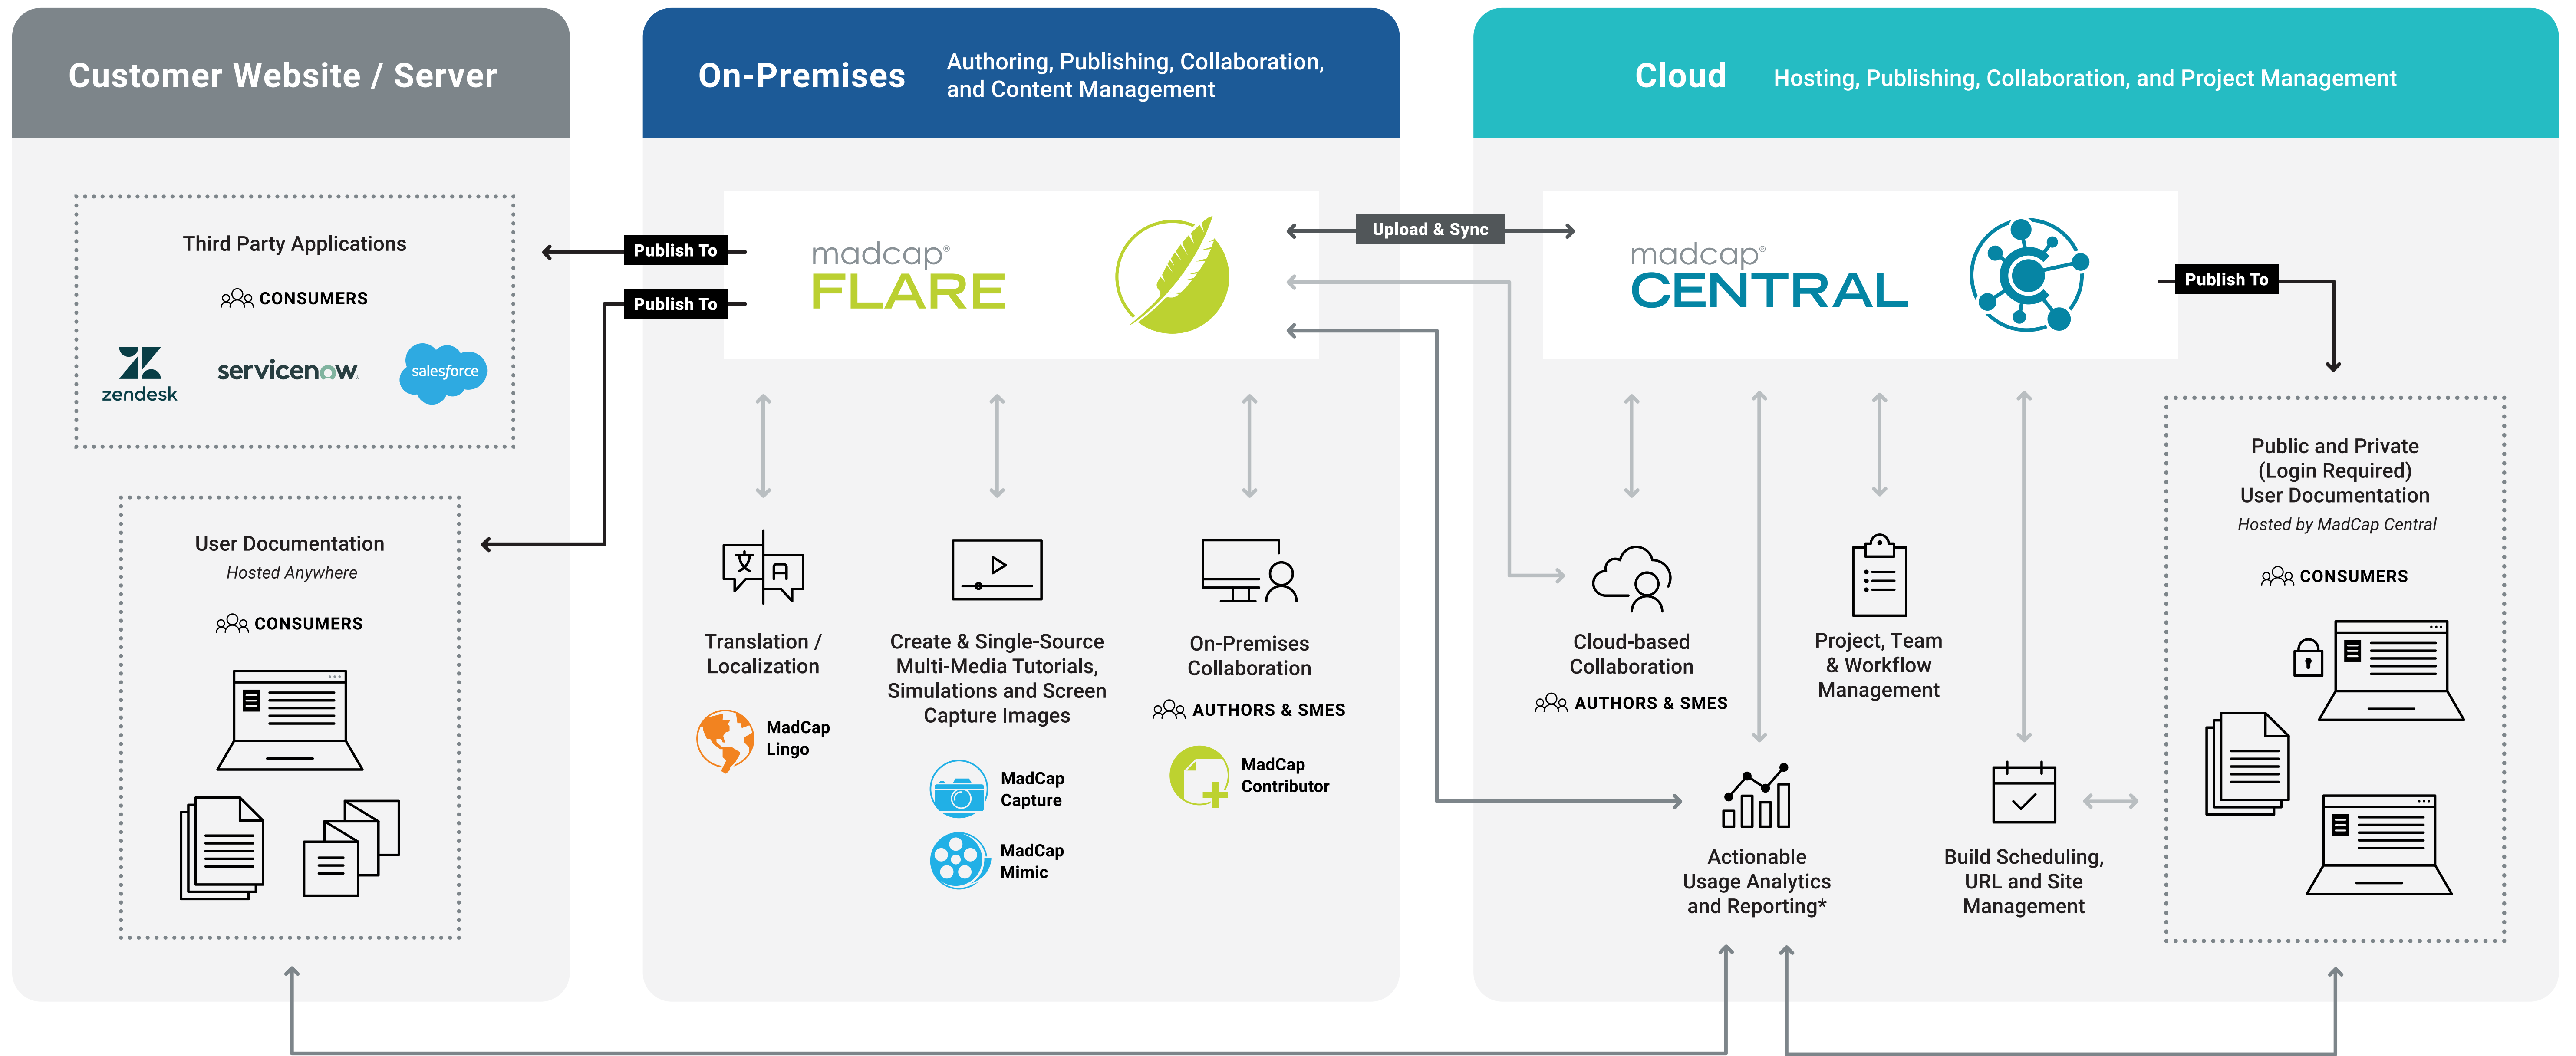 Customer Website / Server
Third Party Applications
CONSUMERS
zendesk
servicenow
salesforce
User Documentation
Hosted Anywhere
CONSUMERS
On-Premises
Authoring, Publishing, Collaboration,
and Content Management
Publish To
Publish To
madcap®
FLARE
Translation /
Localization
MadCap
Lingo
Create & Single-Source
Multi-Media Tutorials,
Simulations and Screen
Capture Images
MadCap
Capture
MadCap
Mimic
On-Premises
Collaboration
AUTHORS & SMES
MadCap
Contributor
Upload & Sync
Cloud
Hosting, Publishing, Collaboration, and Project Management
madcap®
CENTRAL
Publish To
Cloud-based
Collaboration
AUTHORS & SMES
Actionable
Usage Analytics
and Reporting*
Project, Team
& Workflow
Management
Build Scheduling,
URL and Site
Management
Public and Private
(Login Required)
User Documentation
Hosted by MadCap Central
CONSUMERS